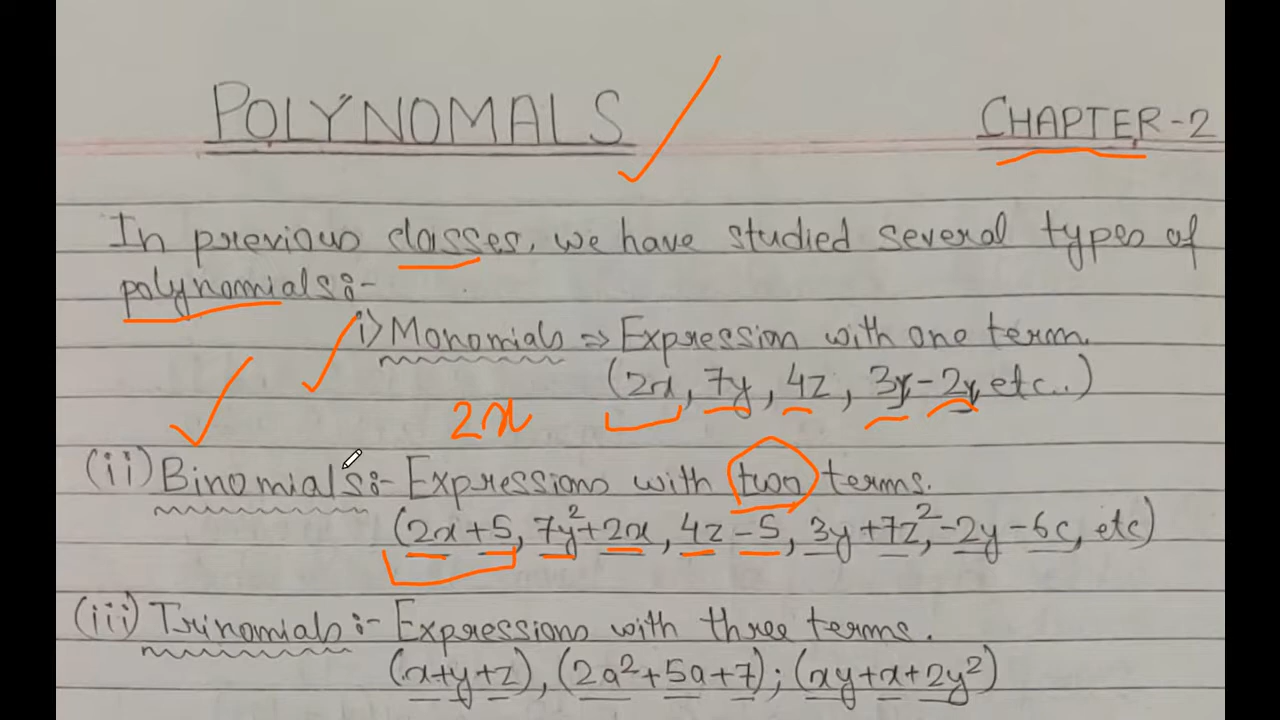 POLYNOMALS
CHAPTER-2
In previous classes, we have studied several types of
polynomials:-
i) Monomials ⇒ Expression with one term.
(2x, 7y, 4z, 3y - 2y, etc..)
2x
(ii) Binomials:- Expressions with two terms.
(2x+5, 7y²+2x, 4z-5, 3y+7z², -2y-6c, etc)
(iii) Trinomials:- Expressions with three terms.
(x+y+z), (2a²+5a+7); (xy+x+2y²)